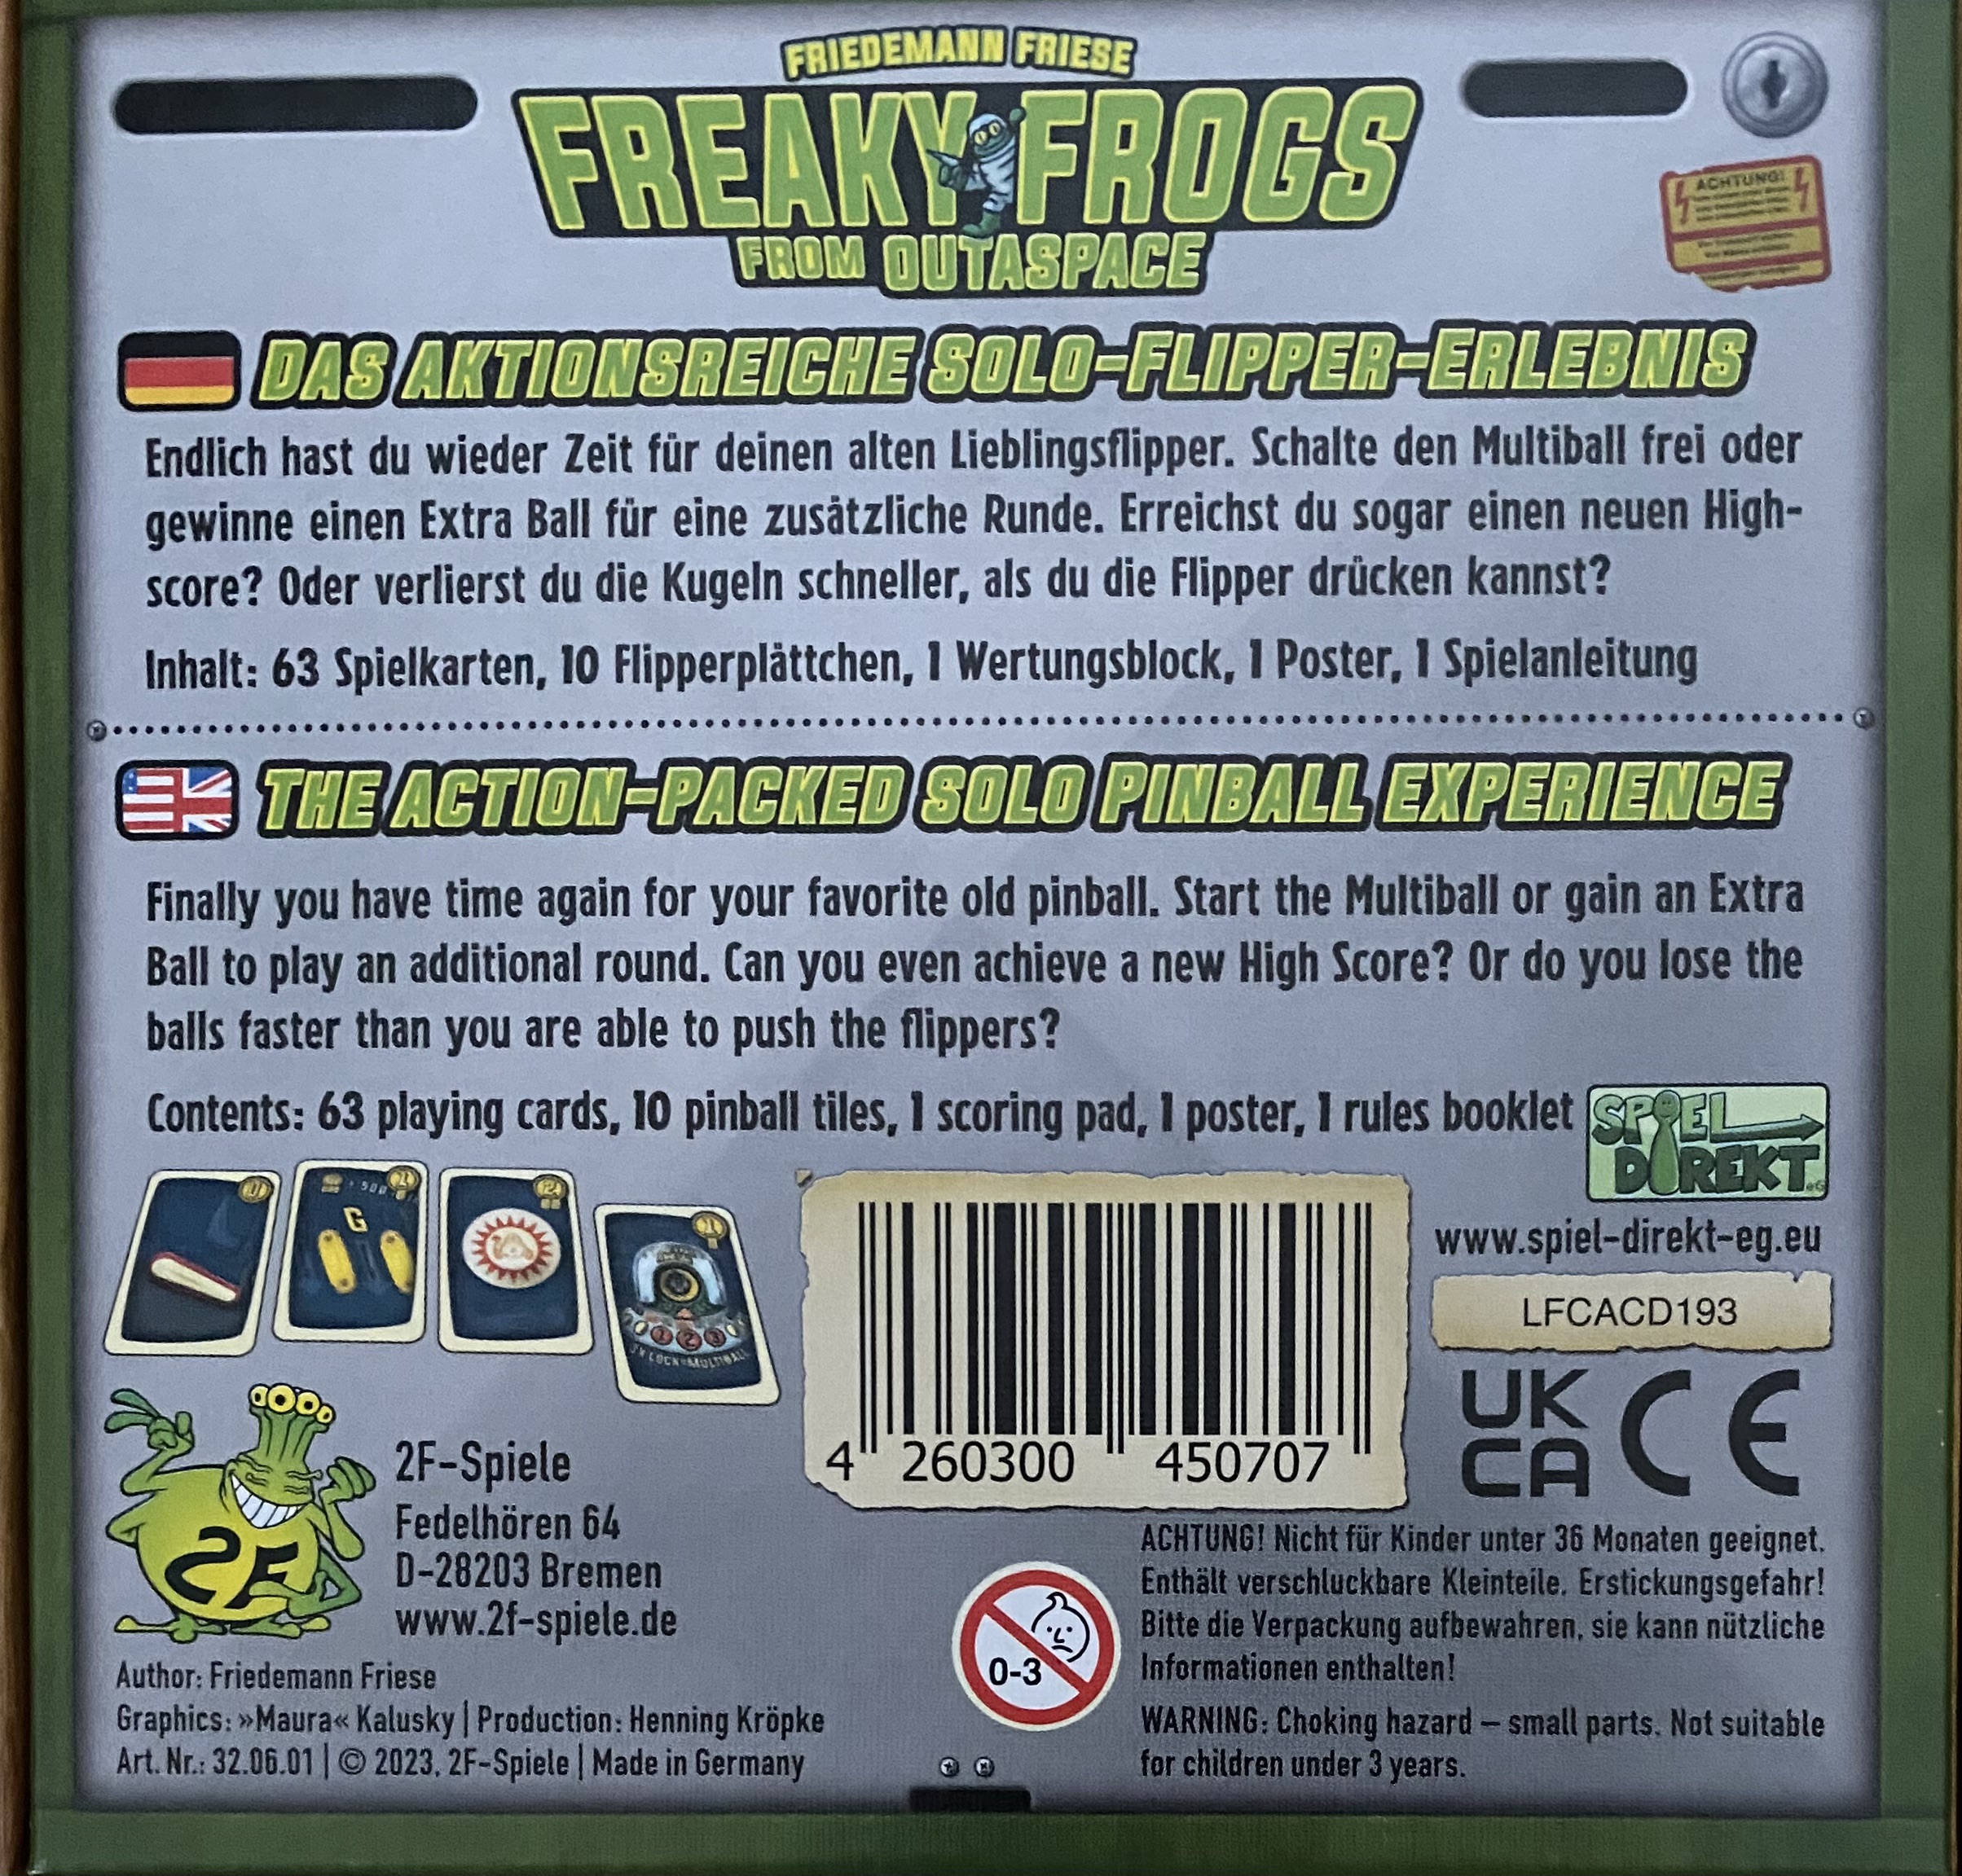 FRIEDEMANN FRIESE
FREAKY FROGS
FROM OUTASPACE
ACHTUNG!
DAS AKTIONSREICHE SOLO-FLIPPER-ERLEBNIS
Endlich hast du wieder Zeit für deinen alten Lieblingsflipper. Schalte den Multiball frei oder
gewinne einen Extra Ball für eine zusätzliche Runde. Erreichst du sogar einen neuen High-
score? Oder verlierst du die Kugeln schneller, als du die Flipper drücken kannst?
Inhalt: 63 Spielkarten, 10 Flipperplättchen, 1 Wertungsblock, 1 Poster, 1 Spielanleitung
THE ACTION-PACKED SOLO PINBALL EXPERIENCE
Finally you have time again for your favorite old pinball. Start the Multiball or gain an Extra
Ball to play an additional round. Can you even achieve a new High Score? Or do you lose the
balls faster than you are able to push the flippers?
Contents: 63 playing cards, 10 pinball tiles, 1 scoring pad, 1 poster, 1 rules booklet
SPIEL
DIREKT eG
www.spiel-direkt-eg.eu
LFCACD193
UK
CA CE
0
500 1
G
2
1
1 2 3
LOCK=MULTIBALL
4 260300 450707
2F
2F-Spiele
Fedelhören 64
D-28203 Bremen
www.2f-spiele.de
Author: Friedemann Friese
Graphics: »Maura« Kalusky | Production: Henning Kröpke
Art. Nr.: 32.06.01 | © 2023, 2F-Spiele | Made in Germany
0-3
ACHTUNG! Nicht für Kinder unter 36 Monaten geeignet.
Enthält verschluckbare Kleinteile. Erstickungsgefahr!
Bitte die Verpackung aufbewahren, sie kann nützliche
Informationen enthalten!
WARNING: Choking hazard – small parts. Not suitable
for children under 3 years.